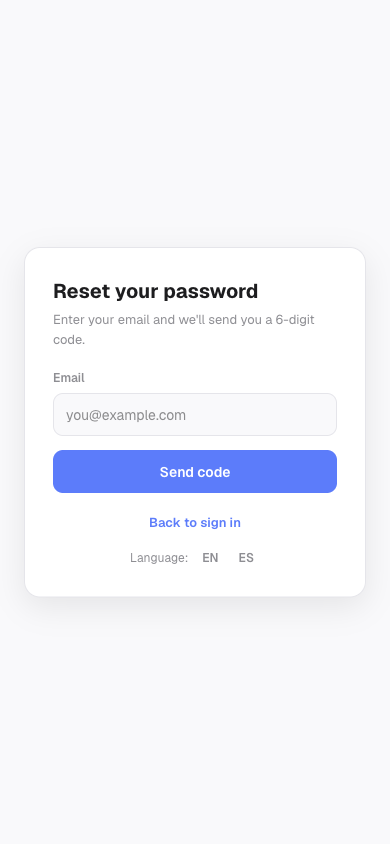 Reset your password
Enter your email and we'll send you a 6-digit
code.
Email
you@example.com
Send code
Back to sign in
Language: EN ES